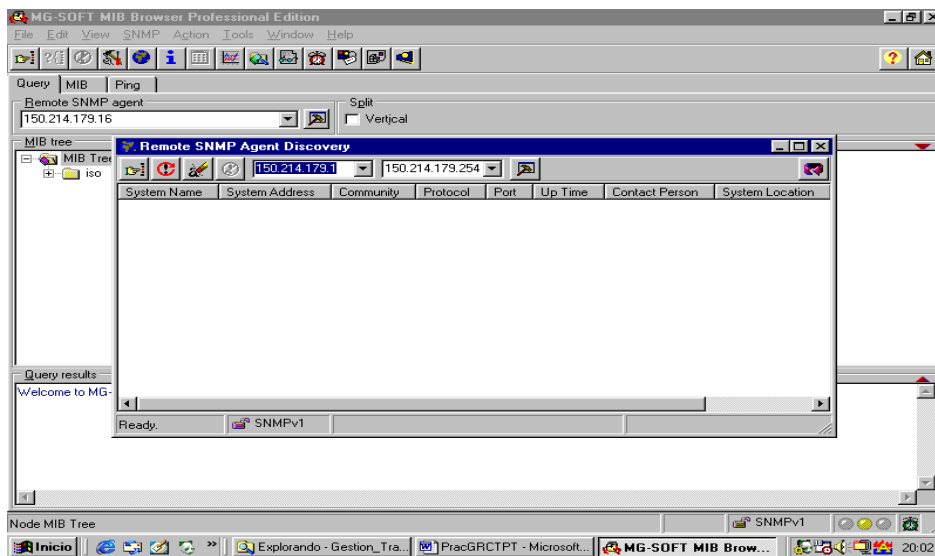 MG-SOFT MIB Browser Professional Edition
File Edit View SNMP Action Tools Window Help
Query MIB Ping
Remote SNMP agent
Split
150.214.179.16
Vertical
MIB tree
Remote SNMP Agent Discovery
MIB Tree
iso
150.214.179.1
150.214.179.254
System Name System Address Community Protocol Port Up Time Contact Person System Location
Query results
Welcome to MG-
Ready.
SNMPv1
Node MIB Tree
SNMPv1
Inicio
»
Explorando - Gestion_Tra...
PracGRCTPT - Microsoft...
MG-SOFT MIB Brow...
20:02